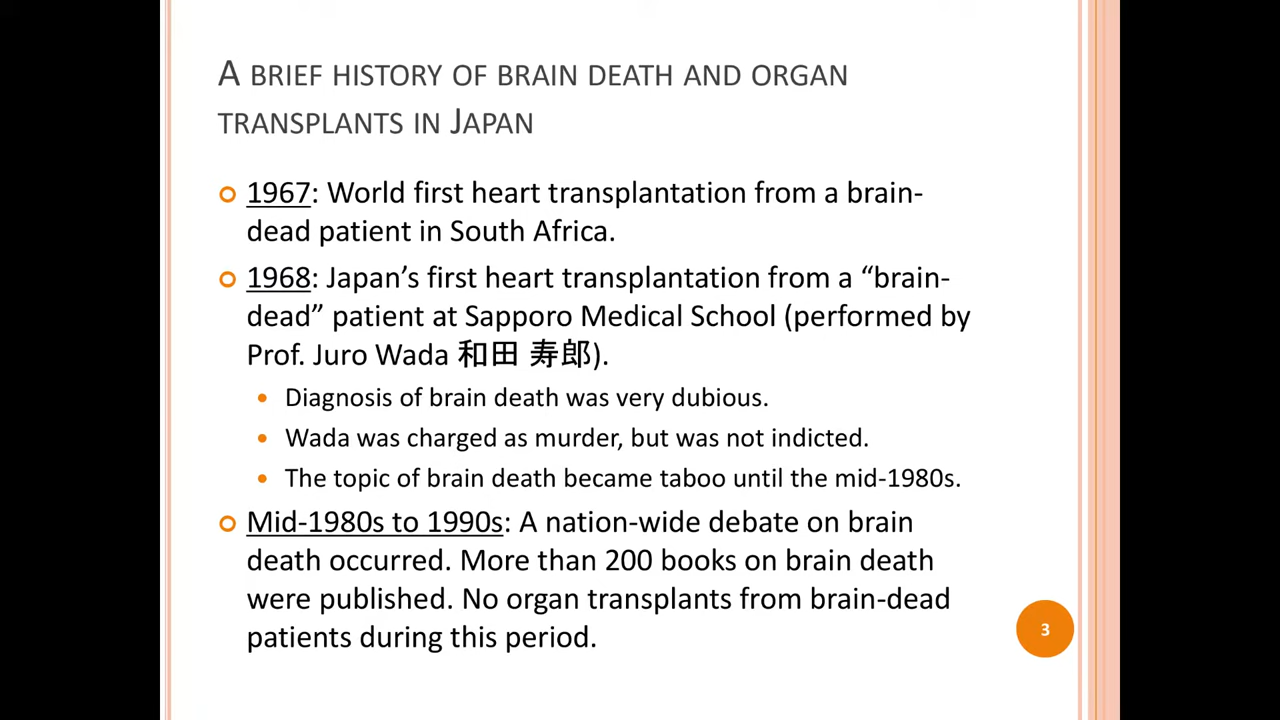 A BRIEF HISTORY OF BRAIN DEATH AND ORGAN
TRANSPLANTS IN JAPAN
1967: World first heart transplantation from a brain-
dead patient in South Africa.
1968: Japan’s first heart transplantation from a “brain-
dead” patient at Sapporo Medical School (performed by
Prof. Juro Wada 和田 寿郎).
• Diagnosis of brain death was very dubious.
• Wada was charged as murder, but was not indicted.
• The topic of brain death became taboo until the mid-1980s.
Mid-1980s to 1990s: A nation-wide debate on brain
death occurred. More than 200 books on brain death
were published. No organ transplants from brain-dead
patients during this period.
3